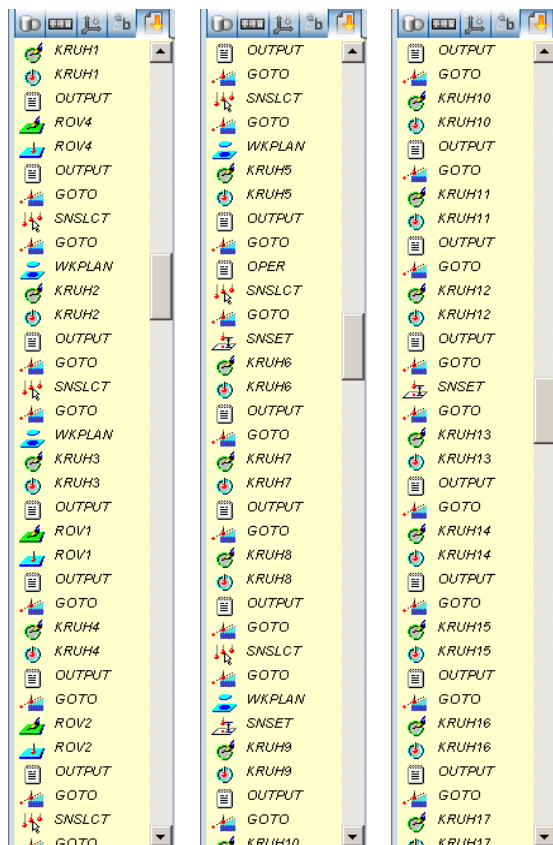 KRUH1
KRUH1
OUTPUT
ROV4
ROV4
OUTPUT
GOTO
SNSLCT
GOTO
WKPLAN
KRUH2
KRUH2
OUTPUT
GOTO
SNSLCT
GOTO
WKPLAN
KRUH3
KRUH3
OUTPUT
ROV1
ROV1
OUTPUT
GOTO
KRUH4
KRUH4
OUTPUT
GOTO
ROV2
ROV2
OUTPUT
GOTO
SNSLCT
GOTO
OUTPUT
GOTO
SNSLCT
GOTO
WKPLAN
KRUH5
KRUH5
OUTPUT
GOTO
OPER
SNSLCT
GOTO
SNSET
KRUH6
KRUH6
OUTPUT
GOTO
KRUH7
KRUH7
OUTPUT
GOTO
KRUH8
KRUH8
OUTPUT
GOTO
SNSLCT
GOTO
WKPLAN
SNSET
KRUH9
KRUH9
OUTPUT
GOTO
KRUH10
OUTPUT
GOTO
KRUH10
KRUH10
OUTPUT
GOTO
KRUH11
KRUH11
OUTPUT
GOTO
KRUH12
KRUH12
OUTPUT
GOTO
SNSET
GOTO
KRUH13
KRUH13
OUTPUT
GOTO
KRUH14
KRUH14
OUTPUT
GOTO
KRUH15
KRUH15
OUTPUT
GOTO
KRUH16
KRUH16
OUTPUT
GOTO
KRUH17
KRUH17